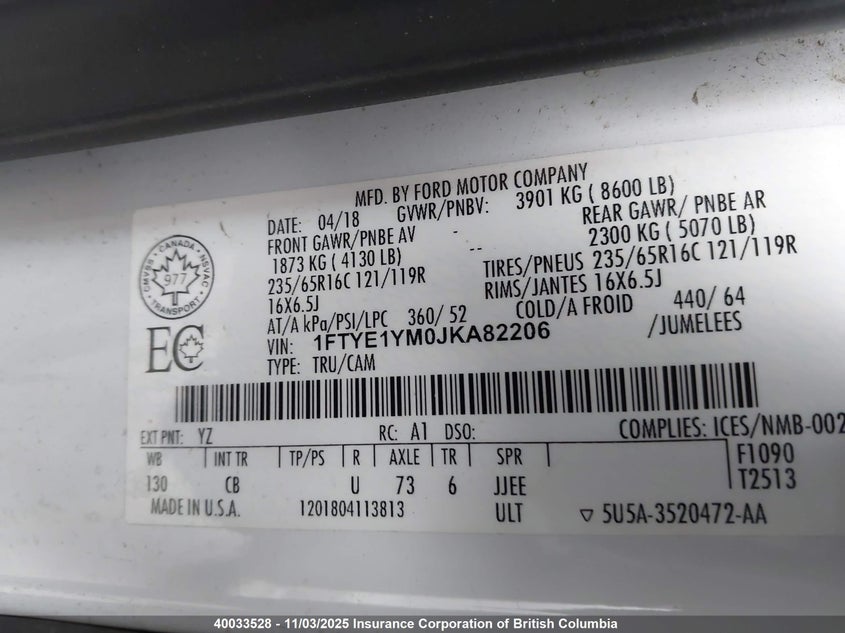 MFD. BY FORD MOTOR COMPANY
DATE: 04/18 GVWR/PNBV: 3901 KG ( 8600 LB)
FRONT GAWR/PNBE AV - REAR GAWR/ PNBE AR
1873 KG ( 4130 LB) -- 2300 KG ( 5070 LB)
235/65R16C 121/119R TIRES/PNEUS 235/65R16C 121/119R
16X6.5J RIMS/JANTES 16X6.5J
AT/A kPa/PSI/LPC 360/ 52 COLD/A FROID 440/ 64
VIN: 1FTYE1YM0JKA82206 /JUMELEES
TYPE: TRU/CAM
CANADA
CMVSS 977 NSVAC
TRANSPORT
EC
EXT PNT: YZ RC: A1 DSO: COMPLIES: ICES/NMB-002
WB INT TR TP/PS R AXLE TR SPR F1090
130 CB U 73 6 JJEE T2513
MADE IN U.S.A. 1201804113813 ULT ▽ 5U5A-3520472-AA
40033528 - 11/03/2025 Insurance Corporation of British Columbia